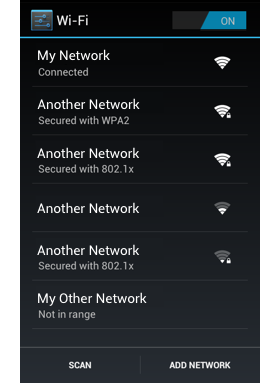 Wi-Fi
ON
My Network
Connected
Another Network
Secured with WPA2
Another Network
Secured with 802.1x
Another Network
Another Network
Secured with 802.1x
My Other Network
Not in range
SCAN
ADD NETWORK